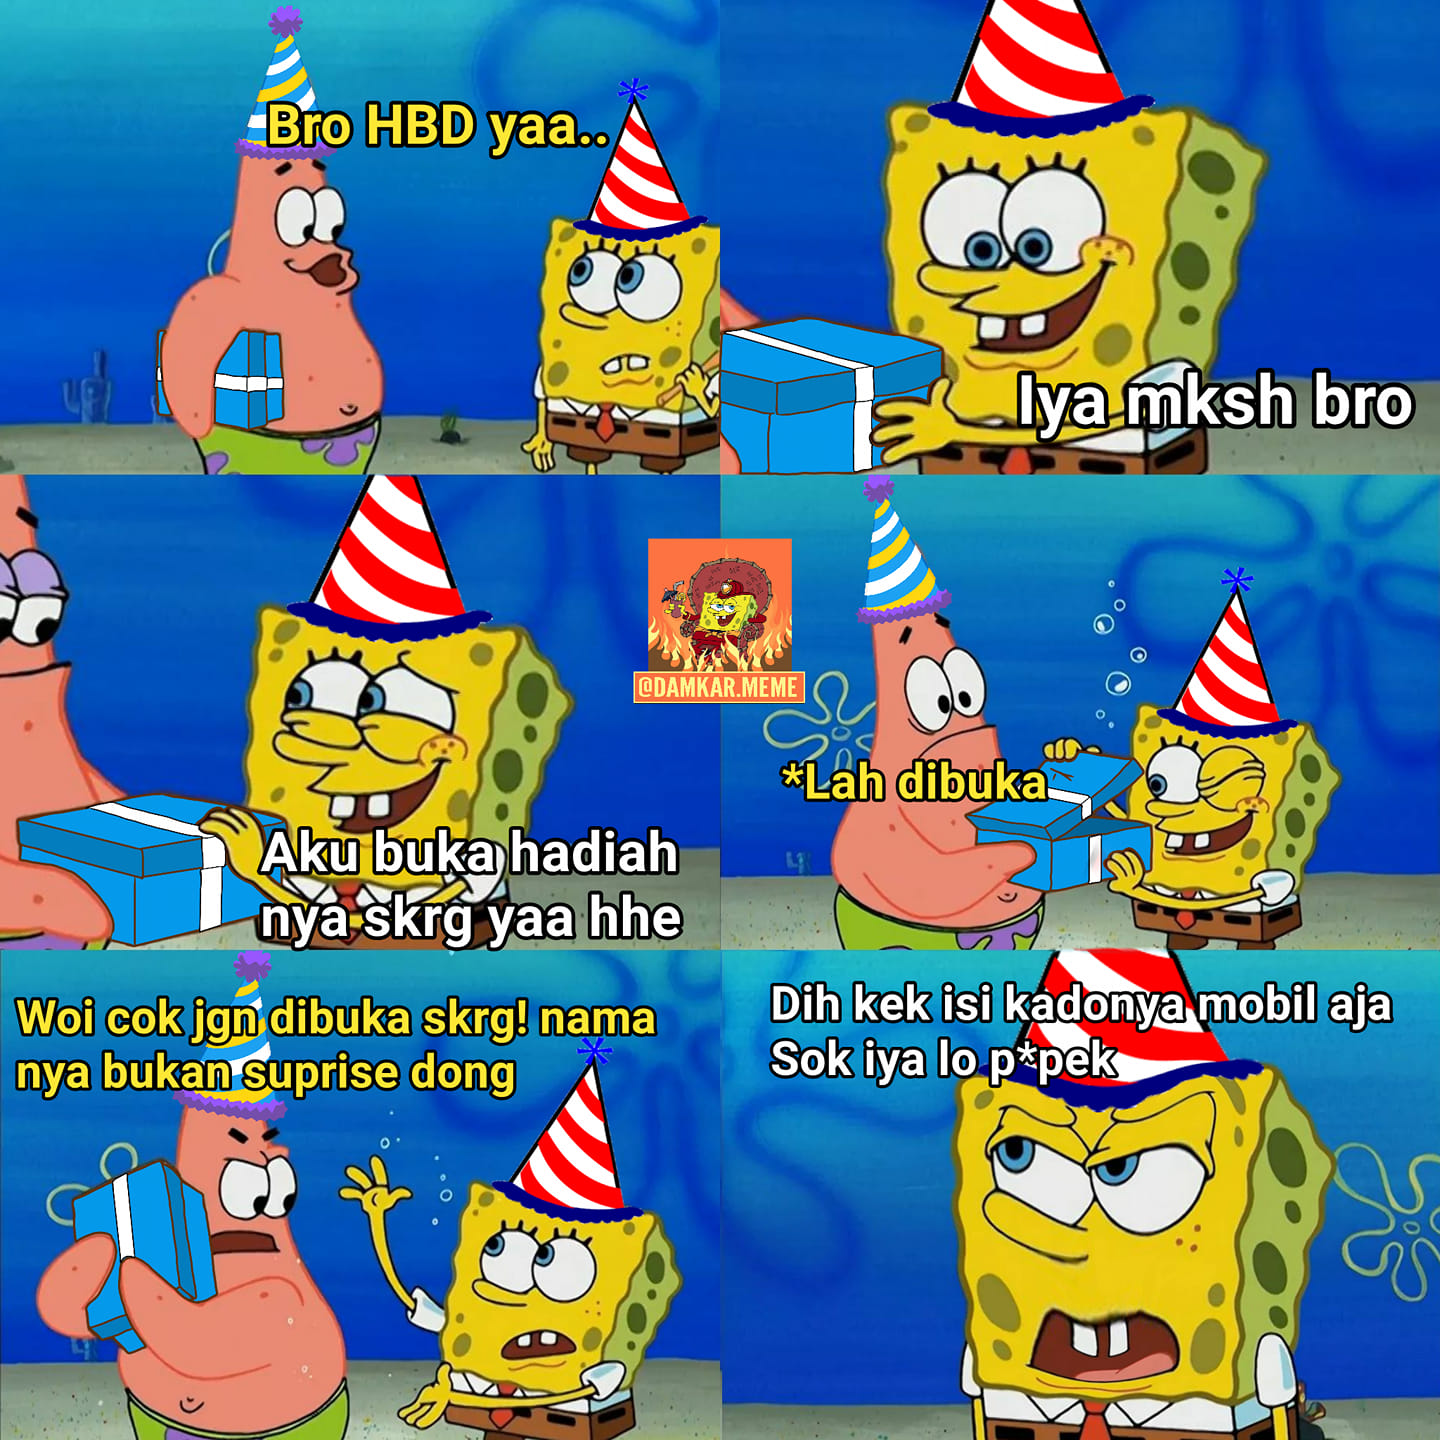 Bro HBD yaa..
Iya mksh bro
Aku buka hadiah
nya skrg yaa hhe
@DAMKAR.MEME
*Lah dibuka
Woi cok jgn dibuka skrg! nama
nya bukan suprise dong
Dih kek isi kadonya mobil aja
Sok iya lo p*pek